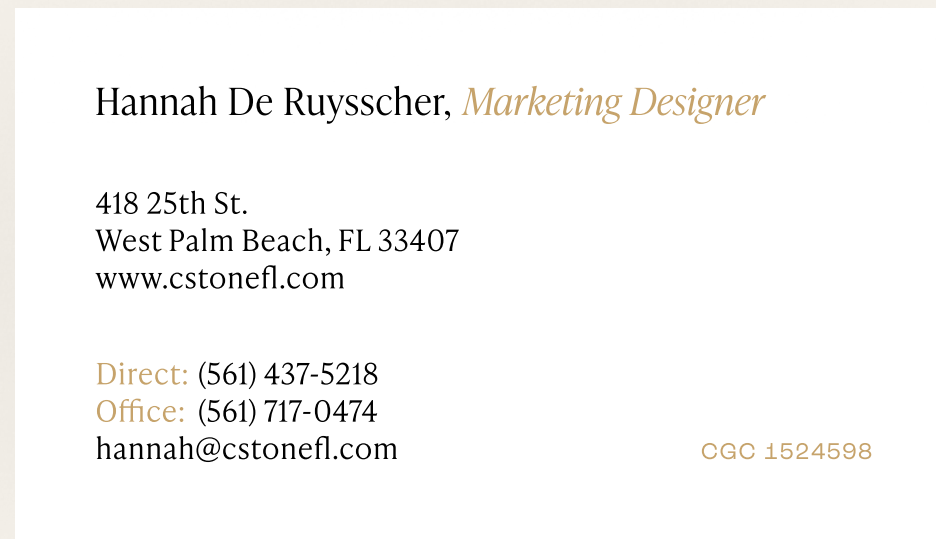 Hannah De Ruysscher, Marketing Designer
418 25th St.
West Palm Beach, FL 33407
www.cstonefl.com
Direct: (561) 437-5218
Office: (561) 717-0474
hannah@cstonefl.com
CGC 1524598